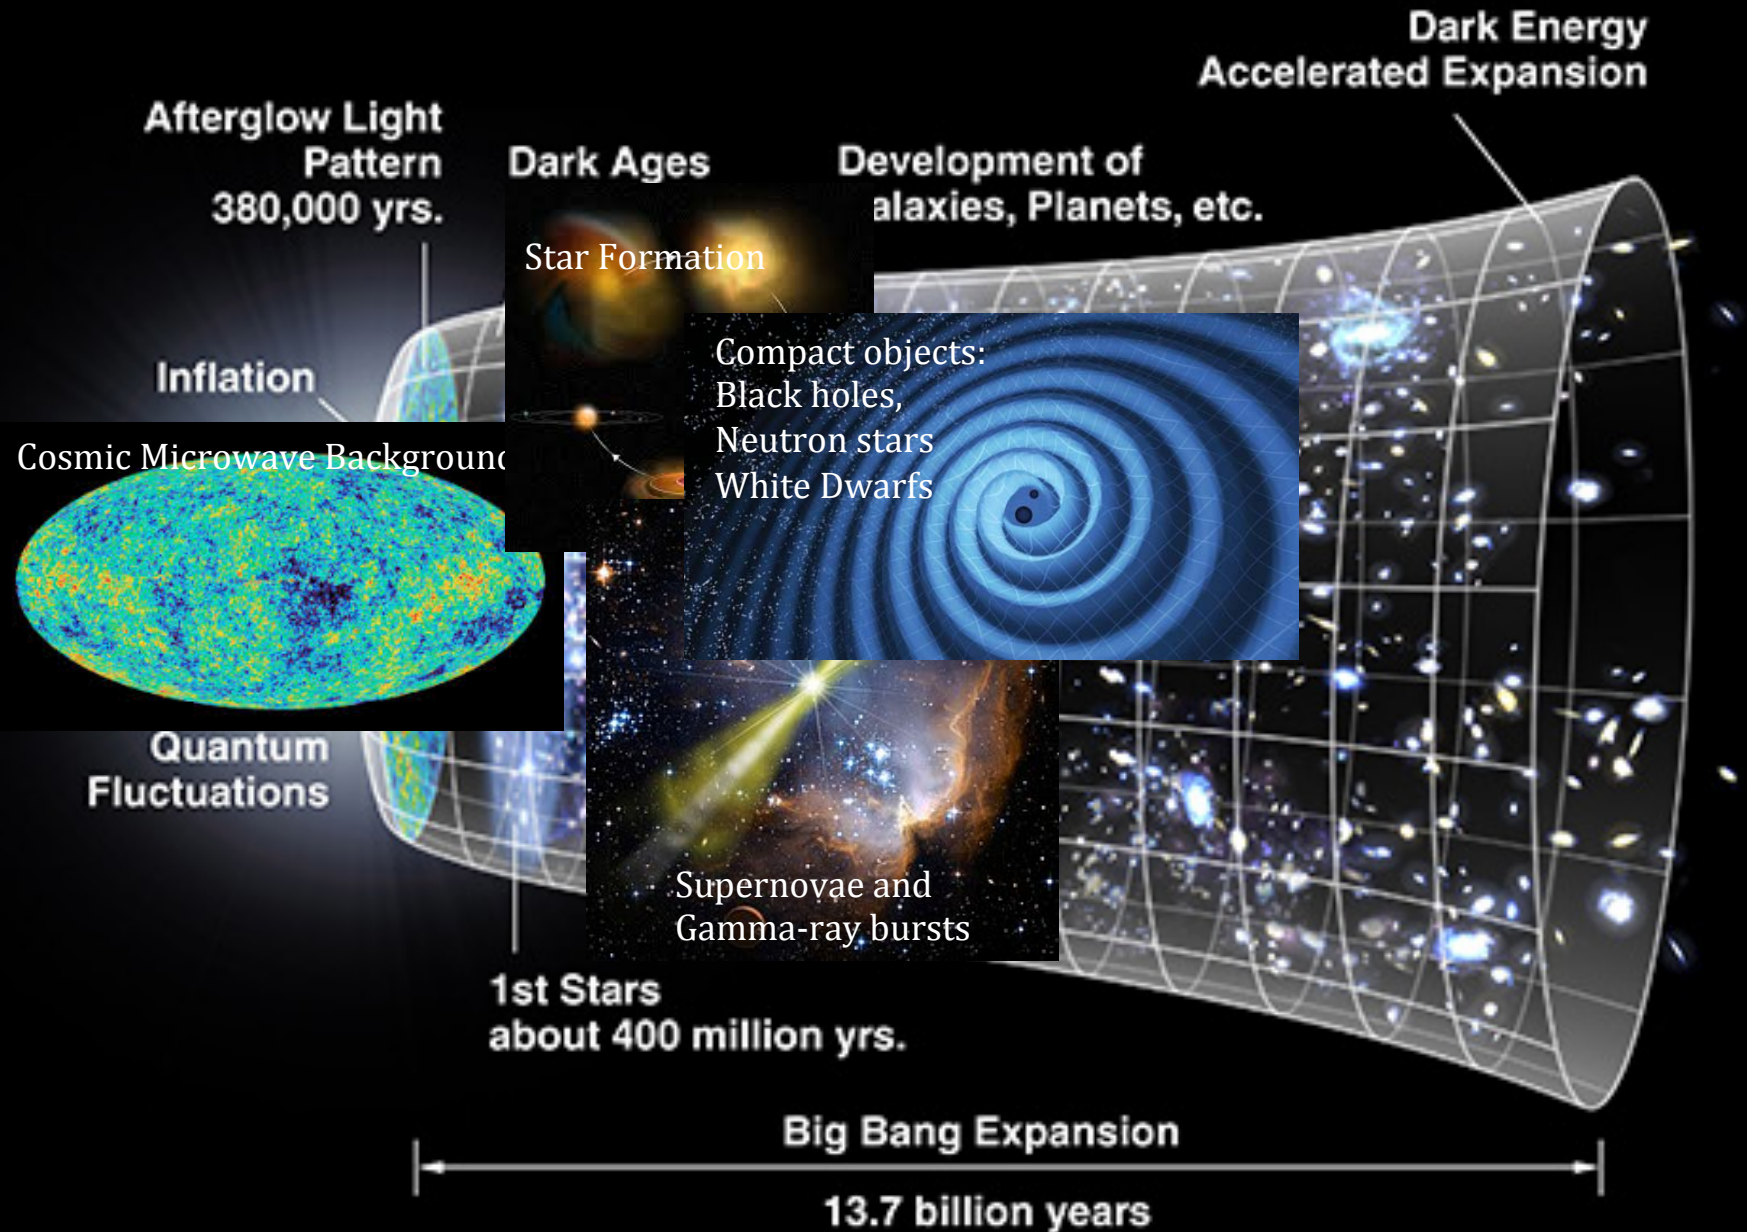 Dark Energy
Accelerated Expansion
Afterglow Light
Pattern
380,000 yrs.
Dark Ages
Development of
alaxies, Planets, etc.
Star Formation
Inflation
Compact objects:
Black holes,
Neutron stars
White Dwarfs
Cosmic Microwave Background
Quantum
Fluctuations
Supernovae and
Gamma-ray bursts
1st Stars
about 400 million yrs.
Big Bang Expansion
13.7 billion years